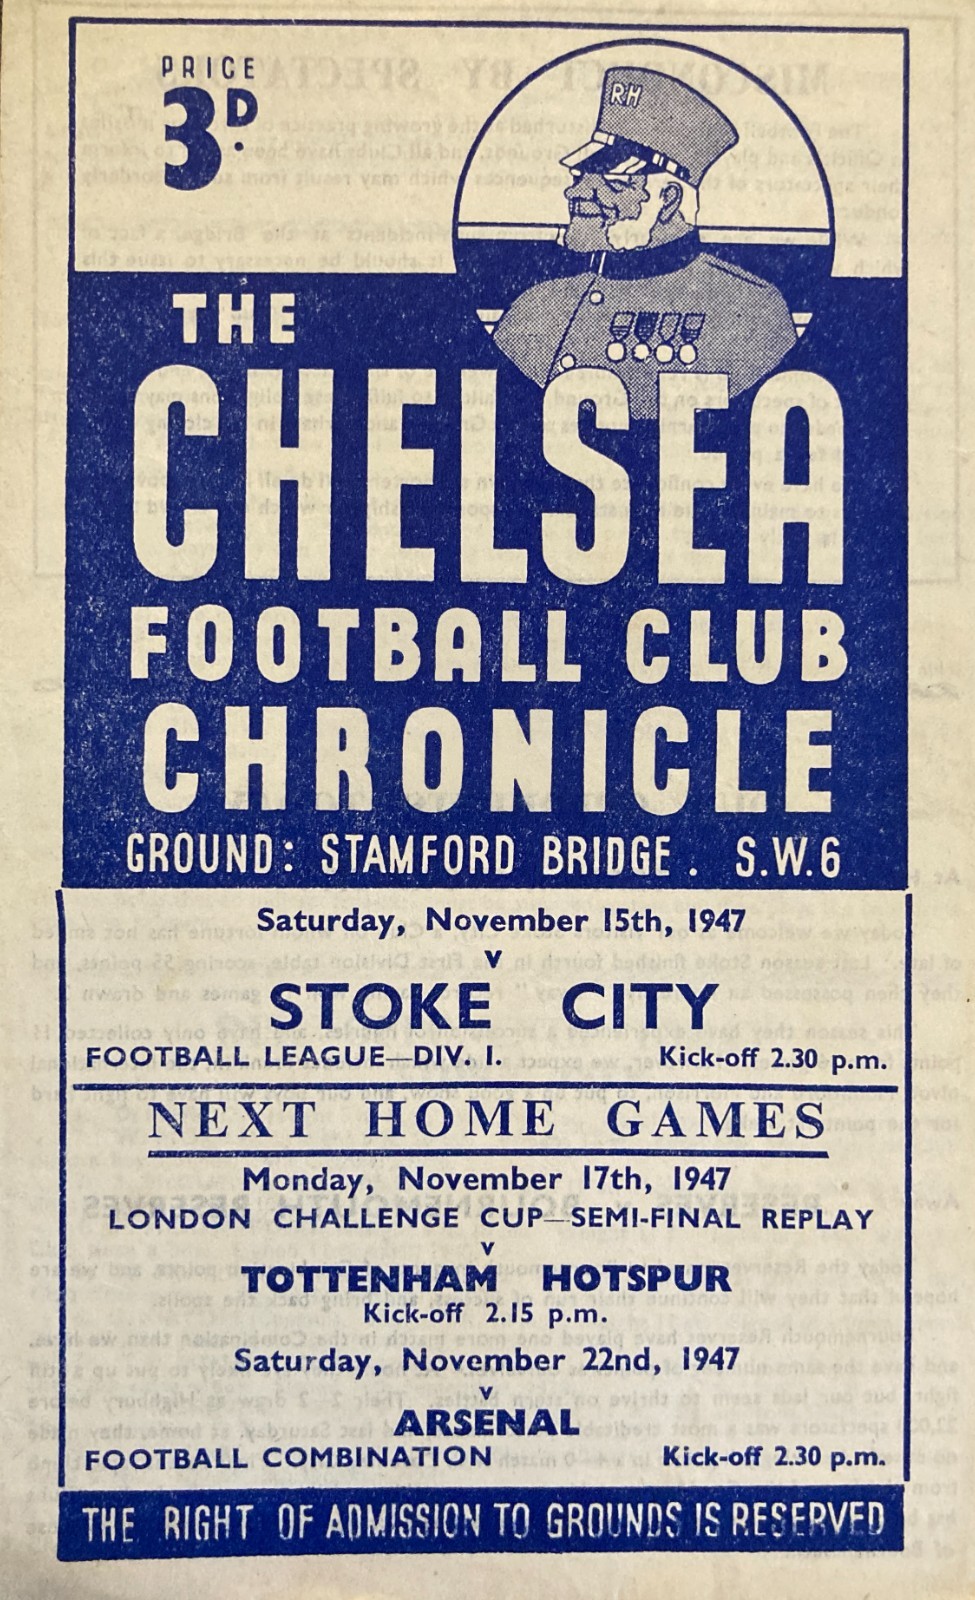 PRICE
3D.
RH
THE
CHELSEA
FOOTBALL CLUB
CHRONICLE
GROUND: STAMFORD BRIDGE. S.W.6
Saturday, November 15th, 1947
v
STOKE CITY
FOOTBALL LEAGUE—DIV. I. Kick-off 2.30 p.m.
NEXT HOME GAMES
Monday, November 17th, 1947
LONDON CHALLENGE CUP—SEMI-FINAL REPLAY
v
TOTTENHAM HOTSPUR
Kick-off 2.15 p.m.
Saturday, November 22nd, 1947
v
ARSENAL
FOOTBALL COMBINATION Kick-off 2.30 p.m.
THE RIGHT OF ADMISSION TO GROUNDS IS RESERVED